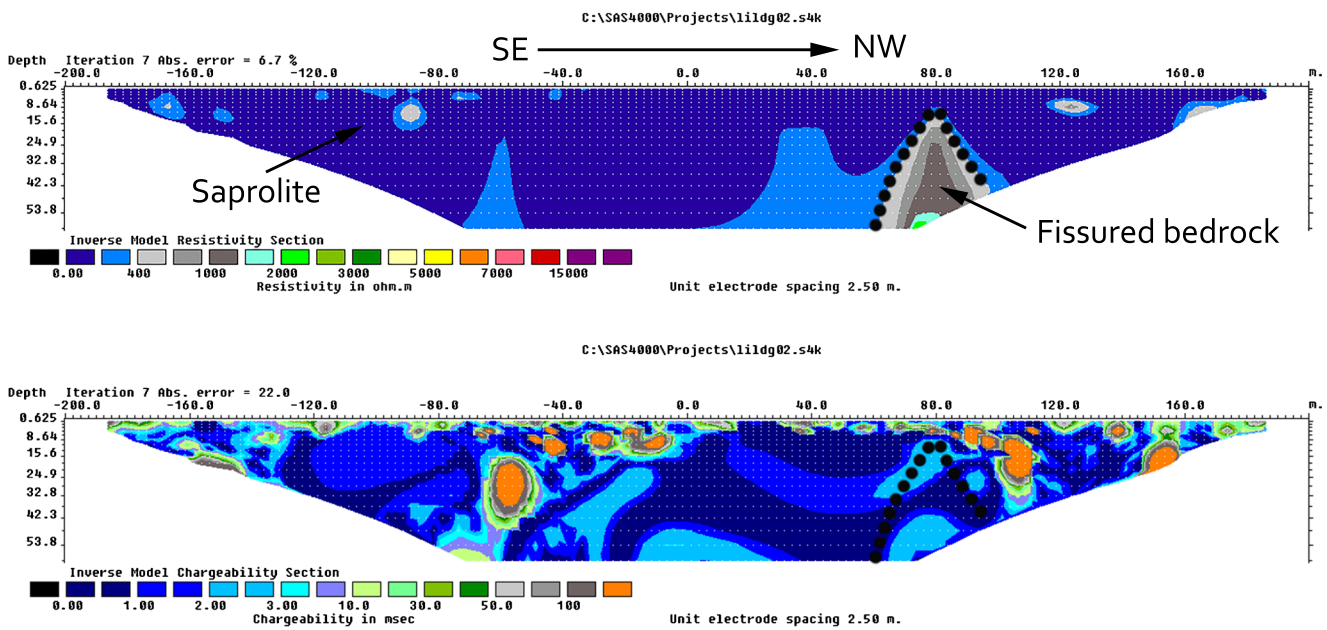 C:\SAS4000\Projects\lildg02.s4k
SE NW
Depth Iteration 7 Abs. error = 6.7 %
-200.0 -160.0 -120.0 -80.0 -40.0 0.0 40.0 80.0 120.0 160.0 m.
0.625
8.64
15.6
24.9
32.8
42.3
53.8
Saprolite
Fissured bedrock
Inverse Model Resistivity Section
0.00 400 1000 2000 3000 5000 7000 15000
Resistivity in ohm.m Unit electrode spacing 2.50 m.
C:\SAS4000\Projects\lildg02.s4k
Depth Iteration 7 Abs. error = 22.0
-200.0 -160.0 -120.0 -80.0 -40.0 0.0 40.0 80.0 120.0 160.0 m.
0.625
8.64
15.6
24.9
32.8
42.3
53.8
Inverse Model Chargeability Section
0.00 1.00 2.00 3.00 10.0 30.0 50.0 100
Chargeability in msec Unit electrode spacing 2.50 m.